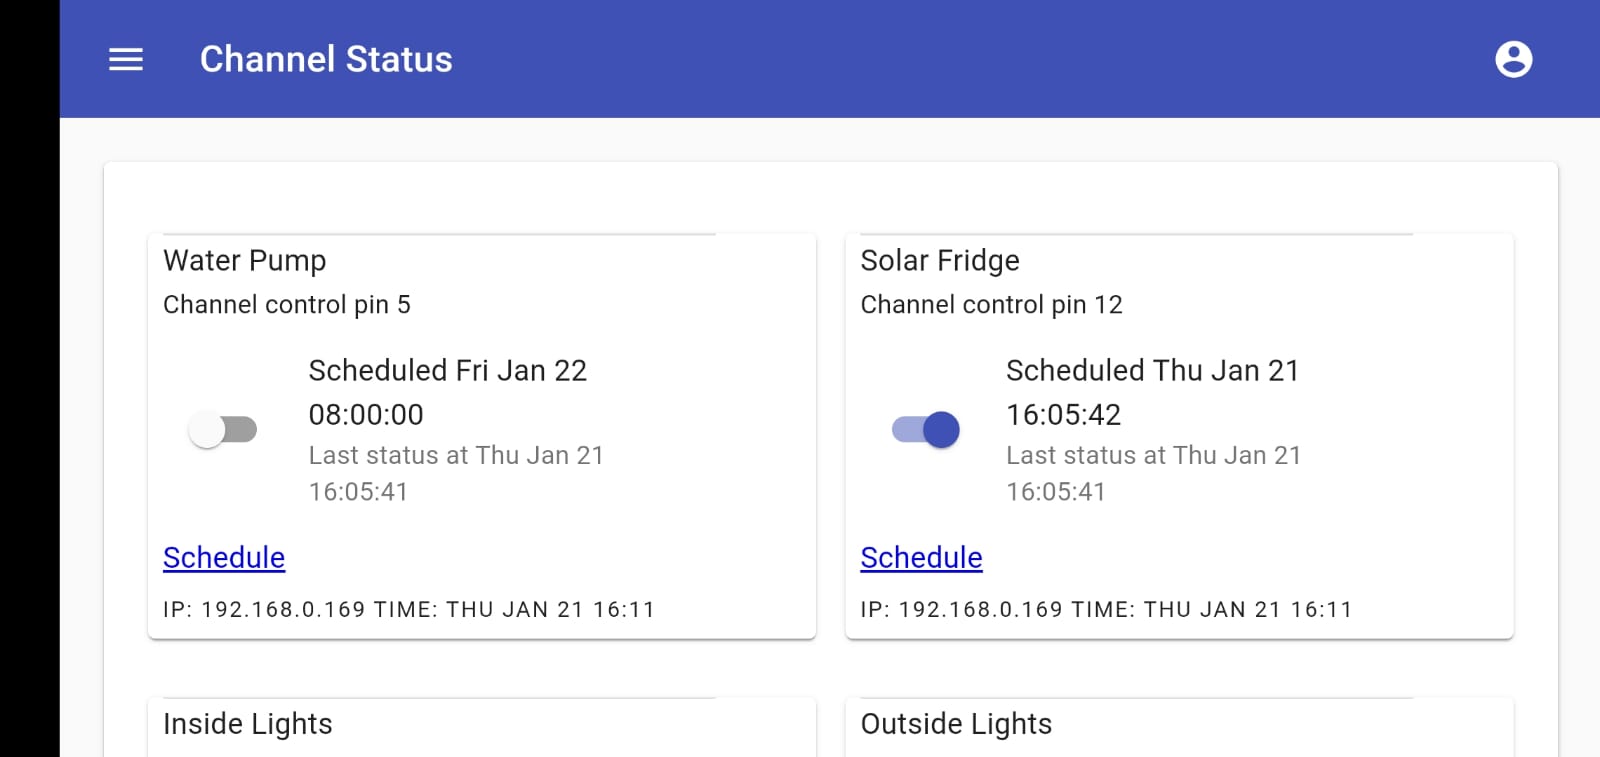 Channel Status
Water Pump
Channel control pin 5
Scheduled Fri Jan 22
08:00:00
Last status at Thu Jan 21
16:05:41
Schedule
IP: 192.168.0.169 TIME: THU JAN 21 16:11
Solar Fridge
Channel control pin 12
Scheduled Thu Jan 21
16:05:42
Last status at Thu Jan 21
16:05:41
Schedule
IP: 192.168.0.169 TIME: THU JAN 21 16:11
Inside Lights
Outside Lights